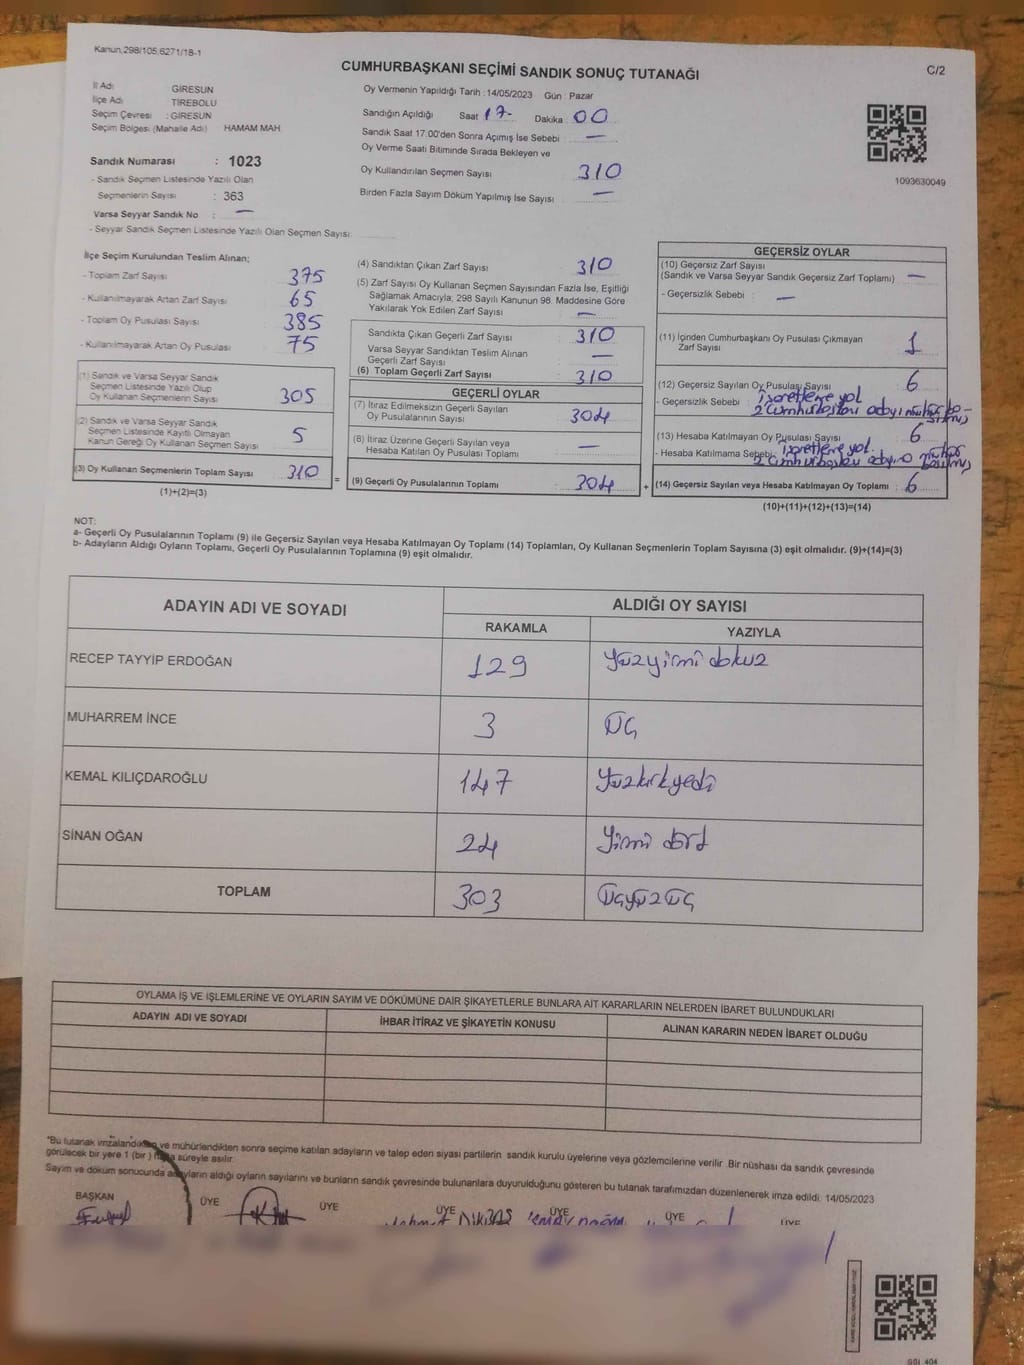 Kanun.298/105.6271/18-1
CUMHURBAŞKANI SEÇİMİ SANDIK SONUÇ TUTANAĞI
C/2
İl Adı GİRESUN
İlçe Adı TİREBOLU
Seçim Çevresi : GİRESUN
Seçim Bölgesi (Mahalle Adı) HAMAM MAH
Sandık Numarası : 1023
- Sandık Seçmen Listesinde Yazılı Olan
Seçmenlerin Sayısı : 363
Varsa Seyyar Sandık No : —
- Seyyar Sandık Seçmen Listesinde Yazılı Olan Seçmen Sayısı
Oy Vermenin Yapıldığı Tarih : 14/05/2023 Gün : Pazar
Sandığın Açıldığı Saat 17- Dakika : 00
Sandık Saat 17.00'den Sonra Açımış İse Sebebi : —
Oy Verme Saati Bitiminde Sırada Bekleyen ve
Oy Kullandırılan Seçmen Sayısı 310
Birden Fazla Sayım Döküm Yapılmış İse Sayısı —
1093630049
İlçe Seçim Kurulundan Teslim Alınan;
- Toplam Zarf Sayısı 375
- Kullanılmayarak Artan Zarf Sayısı 65
- Toplam Oy Pusulası Sayısı 385
- Kullanılmayarak Artan Oy Pusulası 75
(1) Sandık ve Varsa Seyyar Sandık
Seçmen Listesinde Yazılı Olup
Oy Kullanan Seçmenlerin Sayısı 305
(2) Sandık ve Varsa Seyyar Sandık
Seçmen Listesinde Kayıtlı Olmayan
Kanun Gereği Oy Kullanan Seçmen Sayısı 5
(3) Oy Kullanan Seçmenlerin Toplam Sayısı 310
(1)+(2)=(3)
=
(4) Sandıktan Çıkan Zarf Sayısı 310
(5) Zarf Sayısı Oy Kullanan Seçmen Sayısından Fazla İse, Eşitliği
Sağlamak Amacıyla; 298 Sayılı Kanunun 98. Maddesine Göre
Yakılarak Yok Edilen Zarf Sayısı —
Sandıkta Çıkan Geçerli Zarf Sayısı 310
Varsa Seyyar Sandıktan Teslim Alınan
Geçerli Zarf Sayısı —
(6) Toplam Geçerli Zarf Sayısı 310
GEÇERLİ OYLAR
(7) İtiraz Edilmeksizin Geçerli Sayılan
Oy Pusulalarının Sayısı 304
(8) İtiraz Üzerine Geçerli Sayılan veya
Hesaba Katılan Oy Pusulası Toplamı —
(9) Geçerli Oy Pusulalarının Toplamı 304
+
GEÇERSİZ OYLAR
(10) Geçersiz Zarf Sayısı
(Sandık ve Varsa Seyyar Sandık Geçersiz Zarf Toplamı) —
- Geçersizlik Sebebi : —
(11) İçinden Cumhurbaşkanı Oy Pusulası Çıkmayan
Zarf Sayısı 1
(12) Geçersiz Sayılan Oy Pusulası Sayısı 6
- Geçersizlik Sebebi : işaretleme yok
2 cumhurbaşkanı adayı
(13) Hesaba Katılmayan Oy Pusulası Sayısı 6
- Hesaba Katılmama Sebebi : işaretleme yok.
2 cumhurbaşkanı adayına mühür basılmış
(14) Geçersiz Sayılan veya Hesaba Katılmayan Oy Toplamı : 6
(10)+(11)+(12)+(13)=(14)
NOT:
a- Geçerli Oy Pusulalarının Toplamı (9) ile Geçersiz Sayılan veya Hesaba Katılmayan Oy Toplamı (14) Toplamları, Oy Kullanan Seçmenlerin Toplam Sayısına (3) eşit olmalıdır. (9)+(14)=(3)
b- Adayların Aldığı Oyların Toplamı, Geçerli Oy Pusulalarının Toplamına (9) eşit olmalıdır.
ADAYIN ADI VE SOYADI
ALDIĞI OY SAYISI
RAKAMLA YAZIYLA
RECEP TAYYİP ERDOĞAN 129 Yüzyirmi dokuz
MUHARREM İNCE 3 üç
KEMAL KILIÇDAROĞLU 147 Yüzkırkyedi
SİNAN OĞAN 24 Yirmi dört
TOPLAM 303 üçyüz üç
OYLAMA İŞ VE İŞLEMLERİNE VE OYLARIN SAYIM VE DÖKÜMÜNE DAİR ŞİKAYETLERLE BUNLARA AİT KARARLARIN NELERDEN İBARET BULUNDUKLARI
ADAYIN ADI VE SOYADI İHBAR İTİRAZ VE ŞİKAYETİN KONUSU ALINAN KARARIN NEDEN İBARET OLDUĞU
"Bu tutanak imzalandıktan ve mühürlendikten sonra seçime katılan adayların ve talep eden siyasi partilerin sandık kurulu üyelerine veya gözlemcilerine verilir. Bir nüshası da sandık çevresinde
görülecek bir yere 1 (bir ) hafta süreyle asılır.
Sayım ve döküm sonucunda adayların aldığı oyların sayılarını ve bunların sandık çevresinde bulunanlara duyurulduğunu gösteren bu tutanak tarafımızdan düzenlenerek imza edildi. 14/05/2023
BAŞKAN ÜYE ÜYE ÜYE ÜYE ÜYE ÜYE